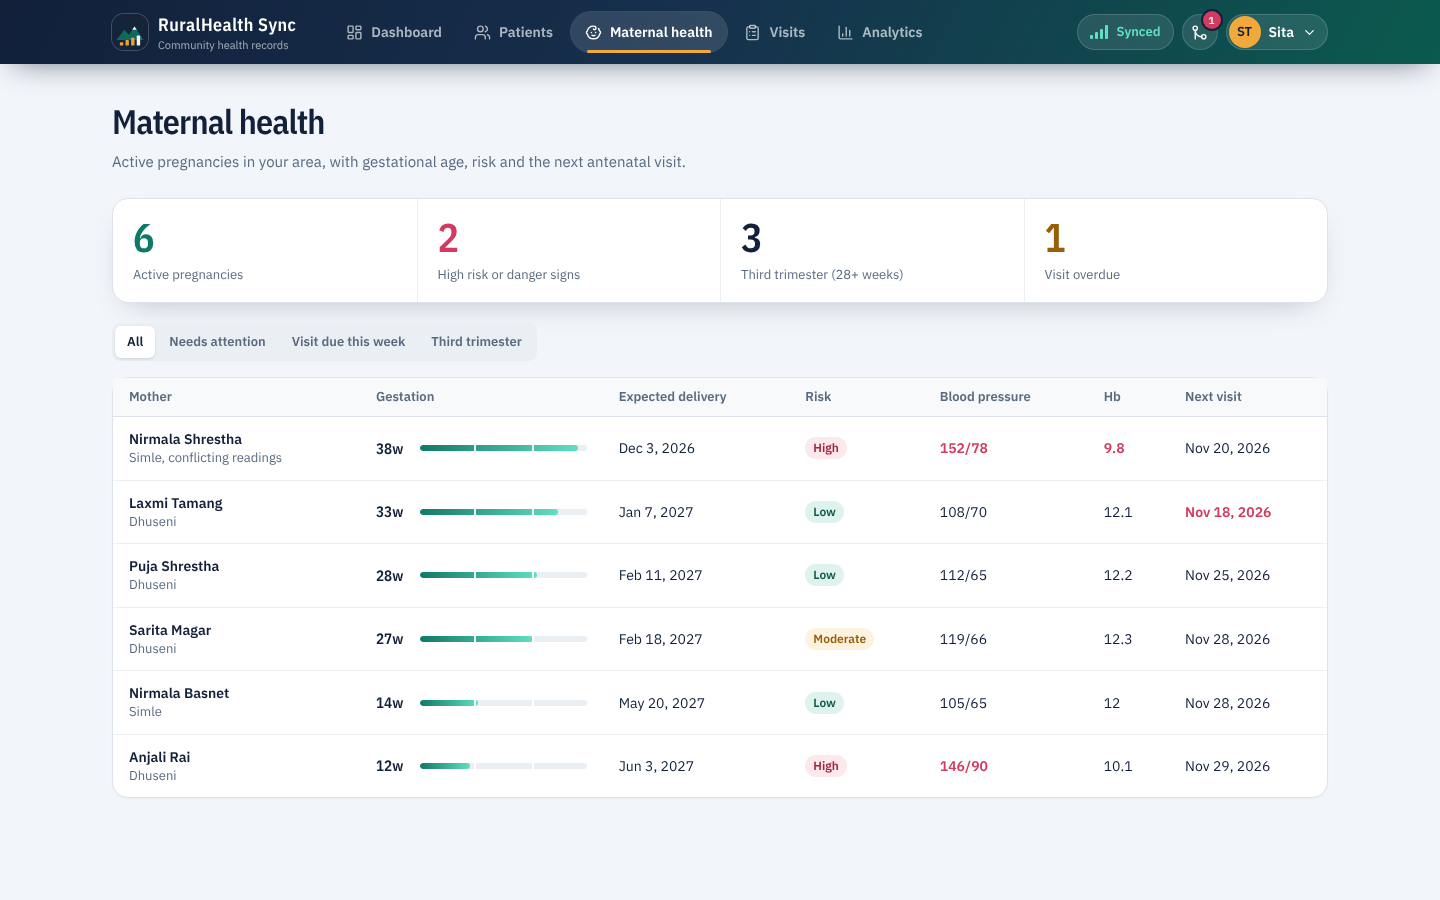 RuralHealth Sync
Community health records
Dashboard
Patients
Maternal health
Visits
Analytics
Synced
1
ST
Sita
Maternal health
Active pregnancies in your area, with gestational age, risk and the next antenatal visit.
6
Active pregnancies
2
High risk or danger signs
3
Third trimester (28+ weeks)
1
Visit overdue
All
Needs attention
Visit due this week
Third trimester
Mother Gestation Expected delivery Risk Blood pressure Hb Next visit
Nirmala Shrestha
Simle, conflicting readings
38w Dec 3, 2026 High 152/78 9.8 Nov 20, 2026
Laxmi Tamang
Dhuseni
33w Jan 7, 2027 Low 108/70 12.1 Nov 18, 2026
Puja Shrestha
Dhuseni
28w Feb 11, 2027 Low 112/65 12.2 Nov 25, 2026
Sarita Magar
Dhuseni
27w Feb 18, 2027 Moderate 119/66 12.3 Nov 28, 2026
Nirmala Basnet
Simle
14w May 20, 2027 Low 105/65 12 Nov 28, 2026
Anjali Rai
Dhuseni
12w Jun 3, 2027 High 146/90 10.1 Nov 29, 2026